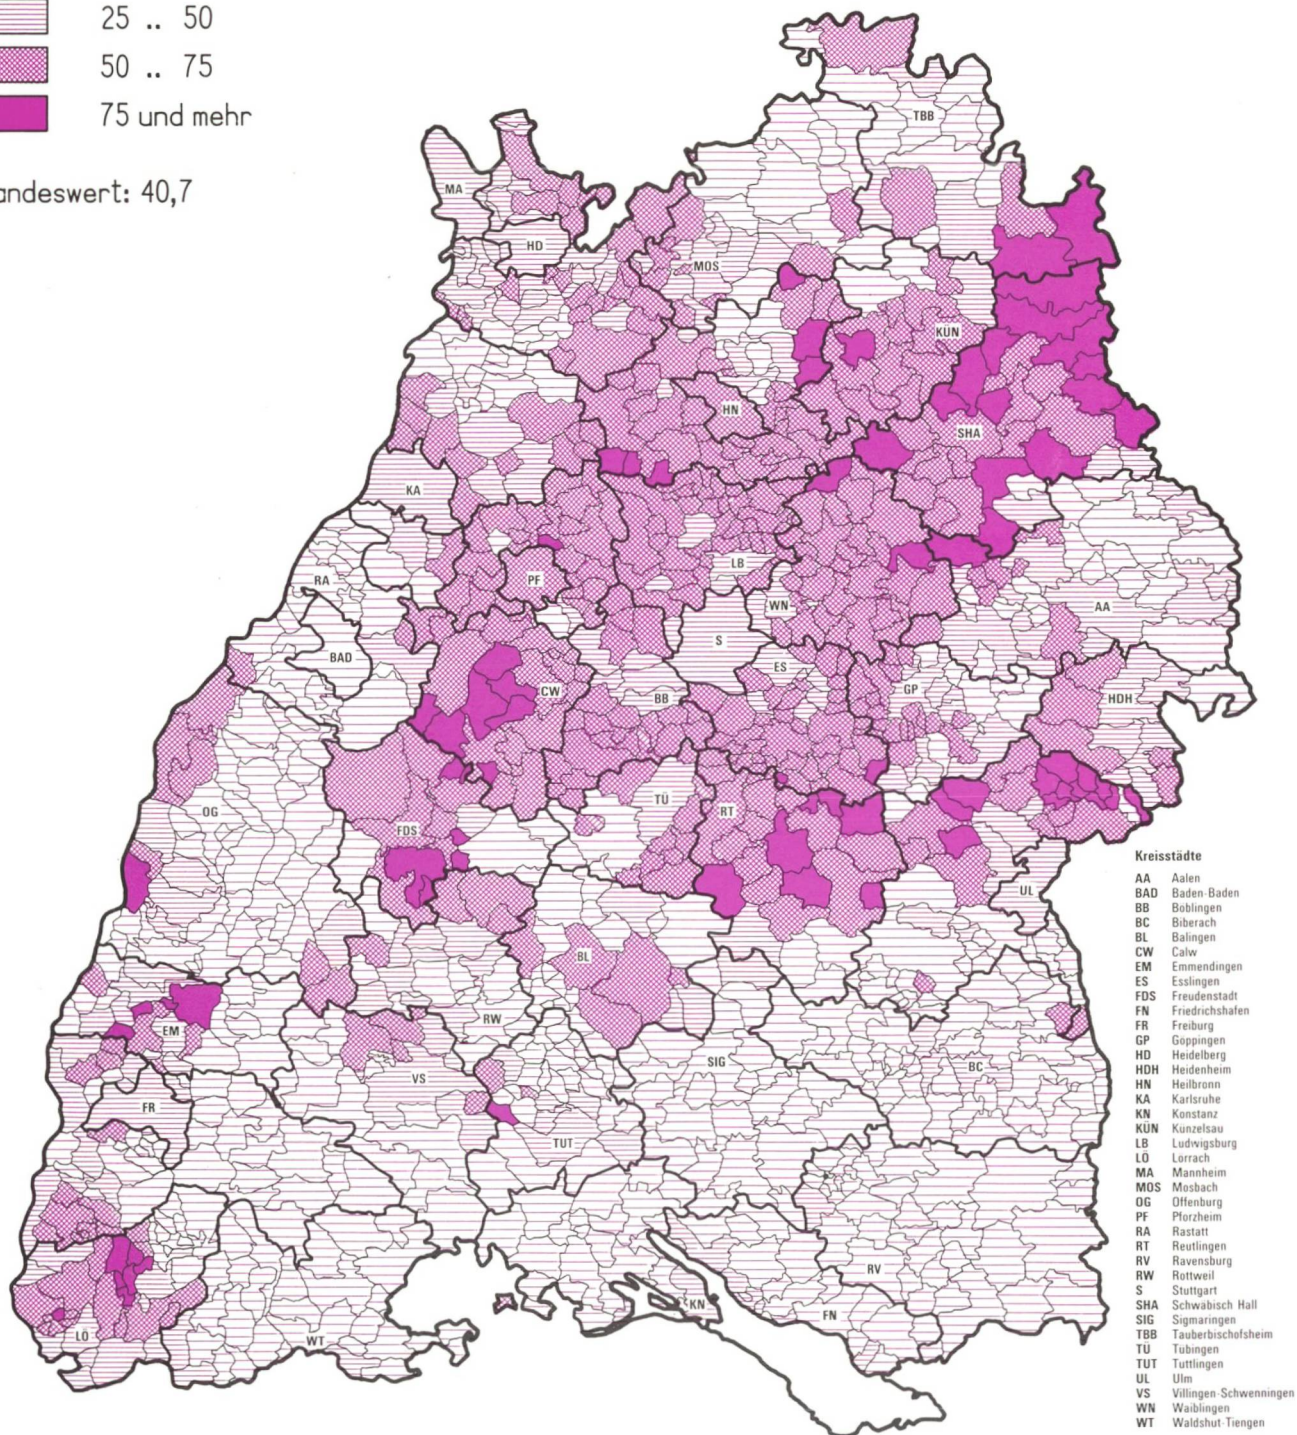 25 .. 50
50 .. 75
75 und mehr
andeswert: 40,7
TBB
MA
HD
MOS
KÜN
HN
SHA
KA
LB
PF
RA
WN
AA
S
BAD
ES
CW
BB
GP
HDH
TÜ
RT
OG
FDS
UL
BL
EM
RW
SIG
BC
VS
FR
TUT
RV
KN
FN
LÖ
WT
Kreisstädte
AA Aalen
BAD Baden-Baden
BB Böblingen
BC Biberach
BL Balingen
CW Calw
EM Emmendingen
ES Esslingen
FDS Freudenstadt
FN Friedrichshafen
FR Freiburg
GP Göppingen
HD Heidelberg
HDH Heidenheim
HN Heilbronn
KA Karlsruhe
KN Konstanz
KÜN Künzelsau
LB Ludwigsburg
LÖ Lörrach
MA Mannheim
MOS Mosbach
OG Offenburg
PF Pforzheim
RA Rastatt
RT Reutlingen
RV Ravensburg
RW Rottweil
S Stuttgart
SHA Schwäbisch Hall
SIG Sigmaringen
TBB Tauberbischofsheim
TÜ Tübingen
TUT Tuttlingen
UL Ulm
VS Villingen-Schwenningen
WN Waiblingen
WT Waldshut-Tiengen